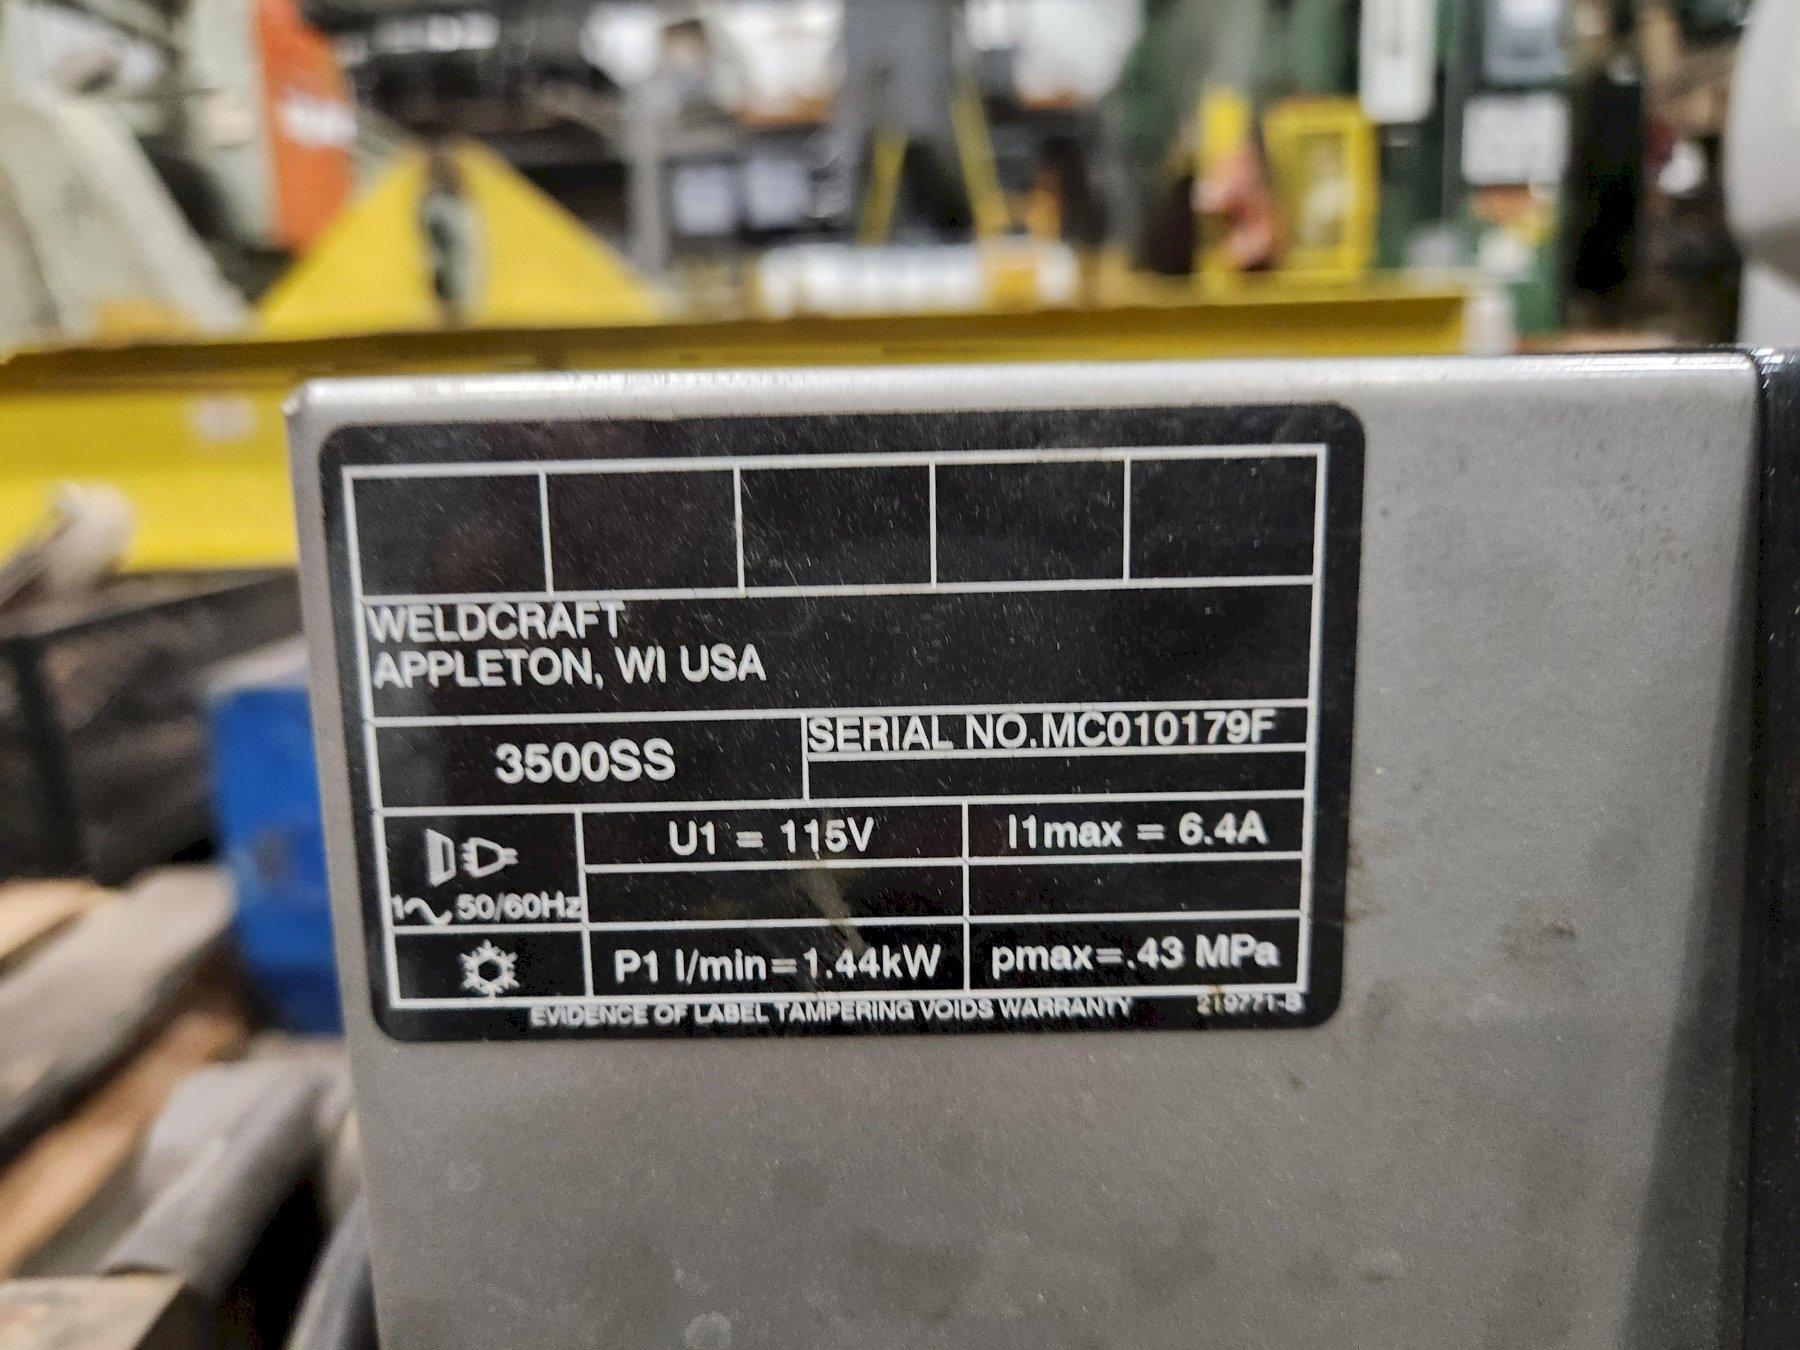 WELDCRAFT
APPLETON, WI USA
3500SS
SERIAL NO.MC010179F
U1 = 115V
I1max = 6.4A
1~ 50/60Hz
P1 l/min=1.44kW
pmax=.43 MPa
EVIDENCE OF LABEL TAMPERING VOIDS WARRANTY
219771-B